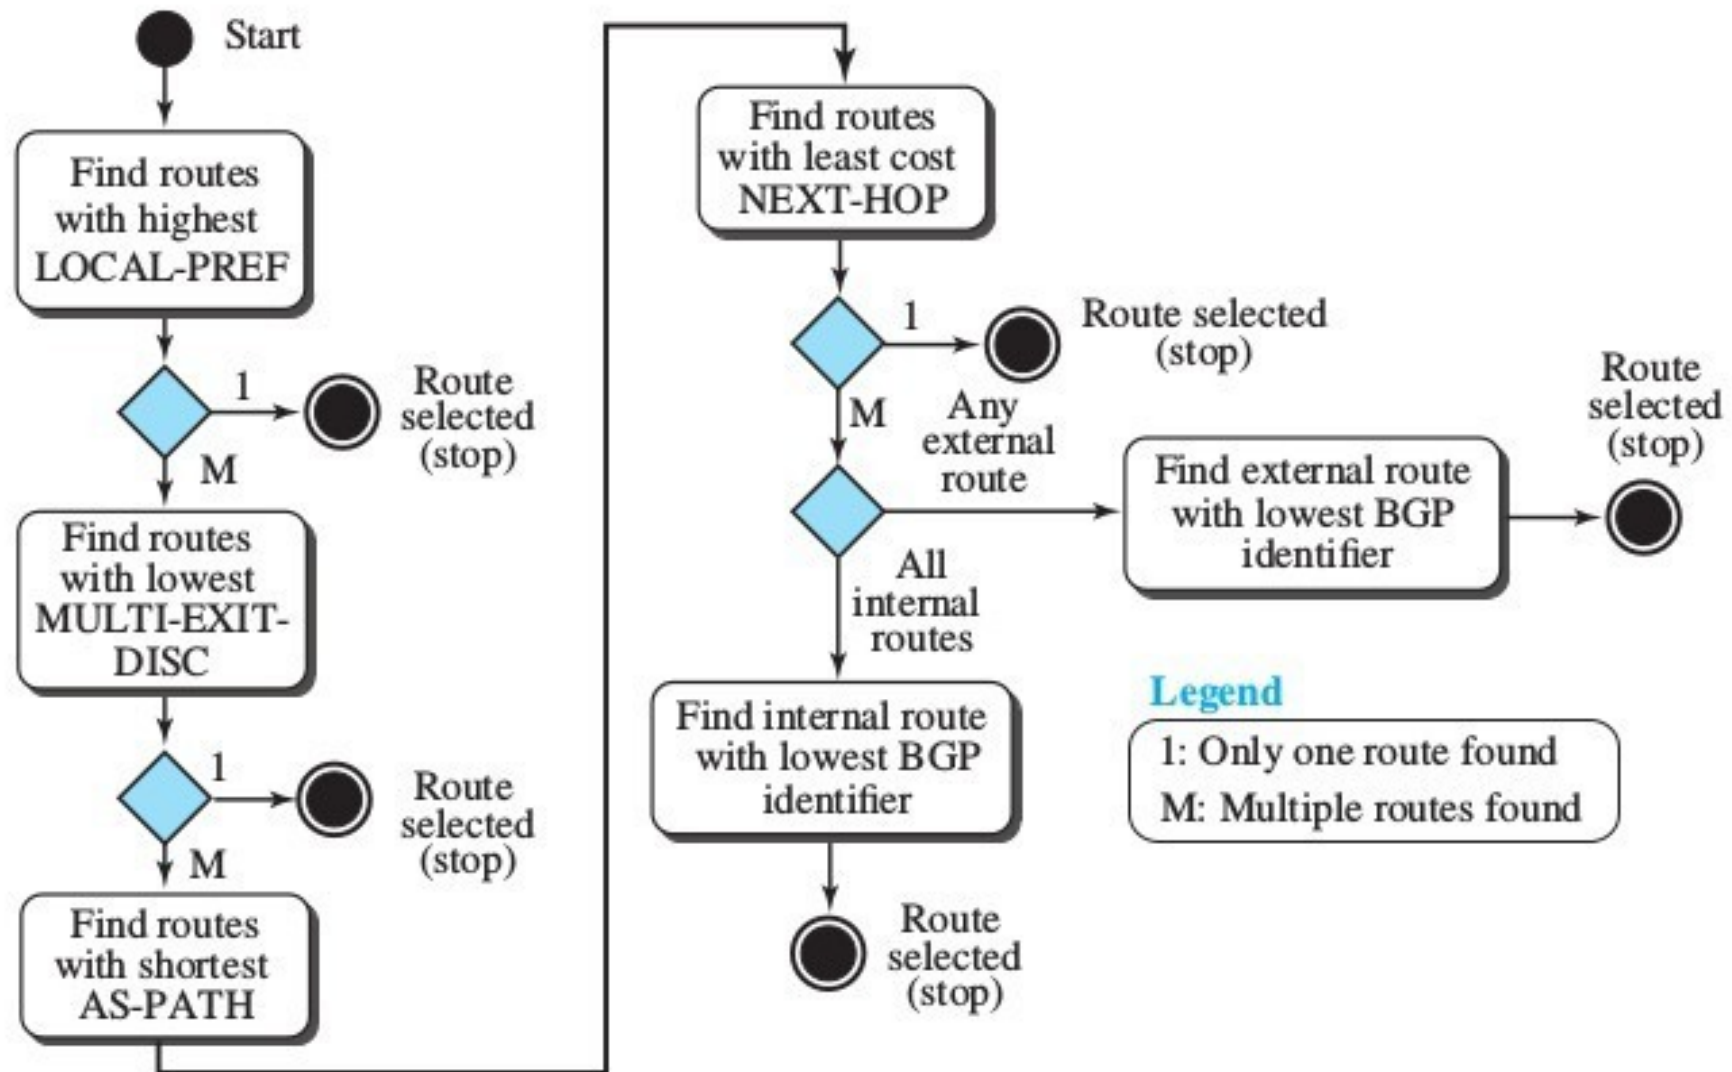 Start
Find routes
with highest
LOCAL-PREF
1
Route
selected
(stop)
M
Find routes
with lowest
MULTI-EXIT-
DISC
1
Route
selected
(stop)
M
Find routes
with shortest
AS-PATH
Find routes
with least cost
NEXT-HOP
1
Route selected
(stop)
M
Any
external
route
Find external route
with lowest BGP
identifier
Route
selected
(stop)
All
internal
routes
Find internal route
with lowest BGP
identifier
Route
selected
(stop)
Legend
1: Only one route found
M: Multiple routes found